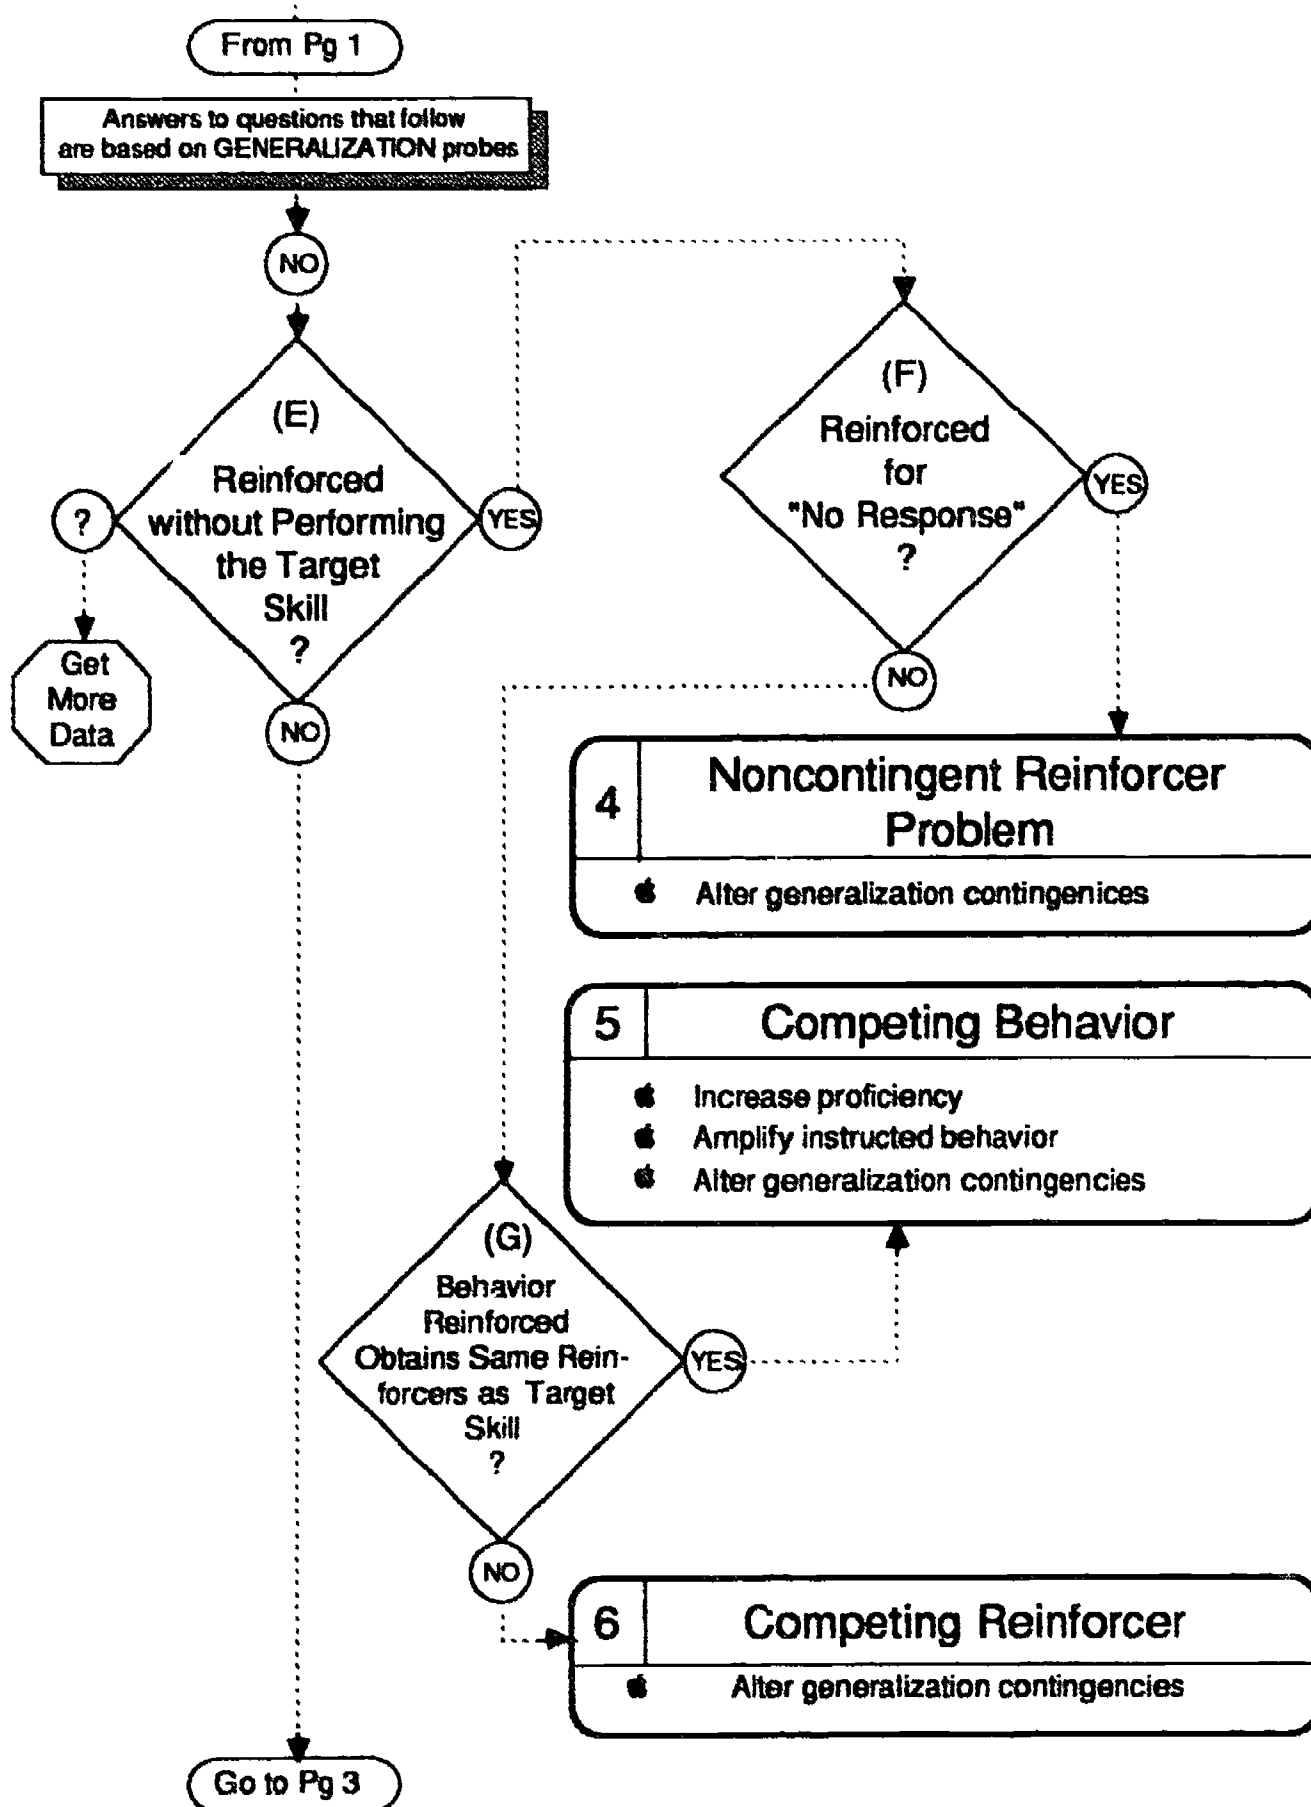 From Pg 1
Answers to questions that follow
are based on GENERALIZATION probes
NO
(E)
Reinforced
without Performing
the Target
Skill
?
?
YES
Get
More
Data
NO
(F)
Reinforced
for
"No Response"
?
YES
NO
4
Noncontingent Reinforcer
Problem
Alter generalization contingenices
5
Competing Behavior
Increase proficiency
Amplify instructed behavior
Alter generalization contingencies
(G)
Behavior
Reinforced
Obtains Same Rein-
forcers as Target
Skill
?
YES
NO
6
Competing Reinforcer
Alter generalization contingencies
Go to Pg 3